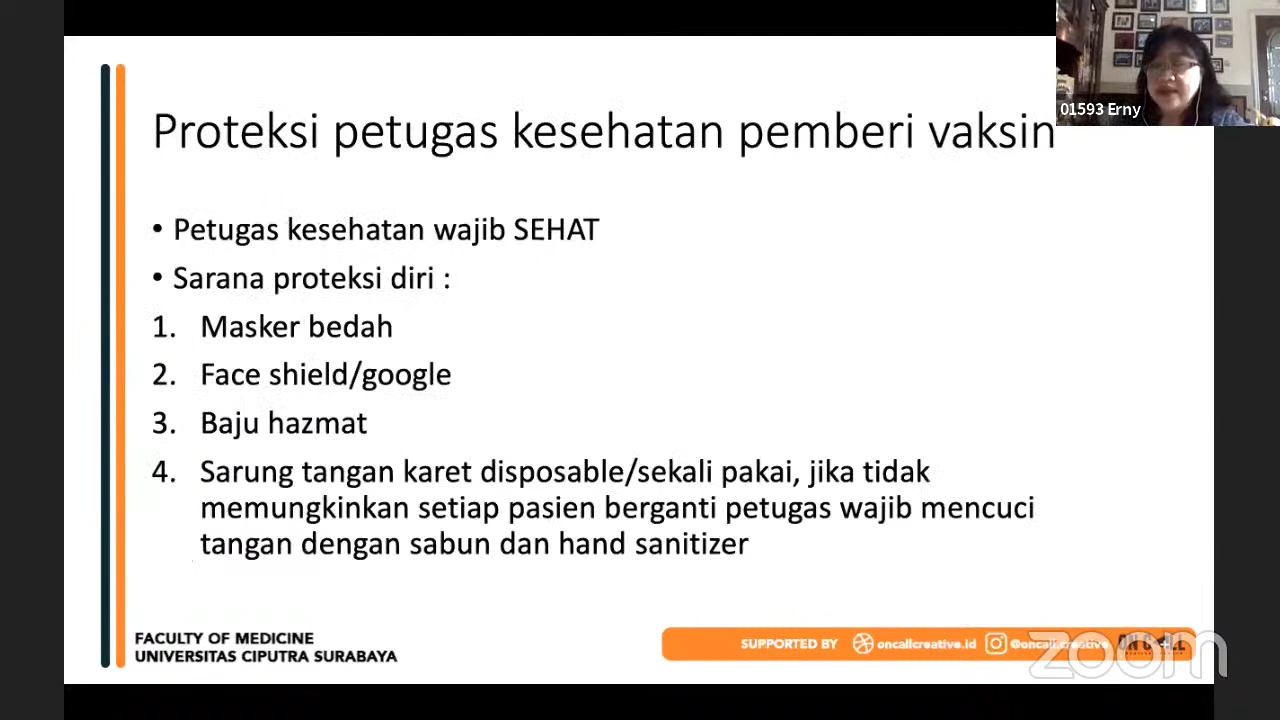 01593 Erny
Proteksi petugas kesehatan pemberi vaksin
• Petugas kesehatan wajib SEHAT
• Sarana proteksi diri :
1. Masker bedah
2. Face shield/google
3. Baju hazmat
4. Sarung tangan karet disposable/sekali pakai, jika tidak
memungkinkan setiap pasien berganti petugas wajib mencuci
tangan dengan sabun dan hand sanitizer
FACULTY OF MEDICINE
UNIVERSITAS CIPUTRA SURABAYA
SUPPORTED BY oncallcreative.id @oncall.creative
zoom